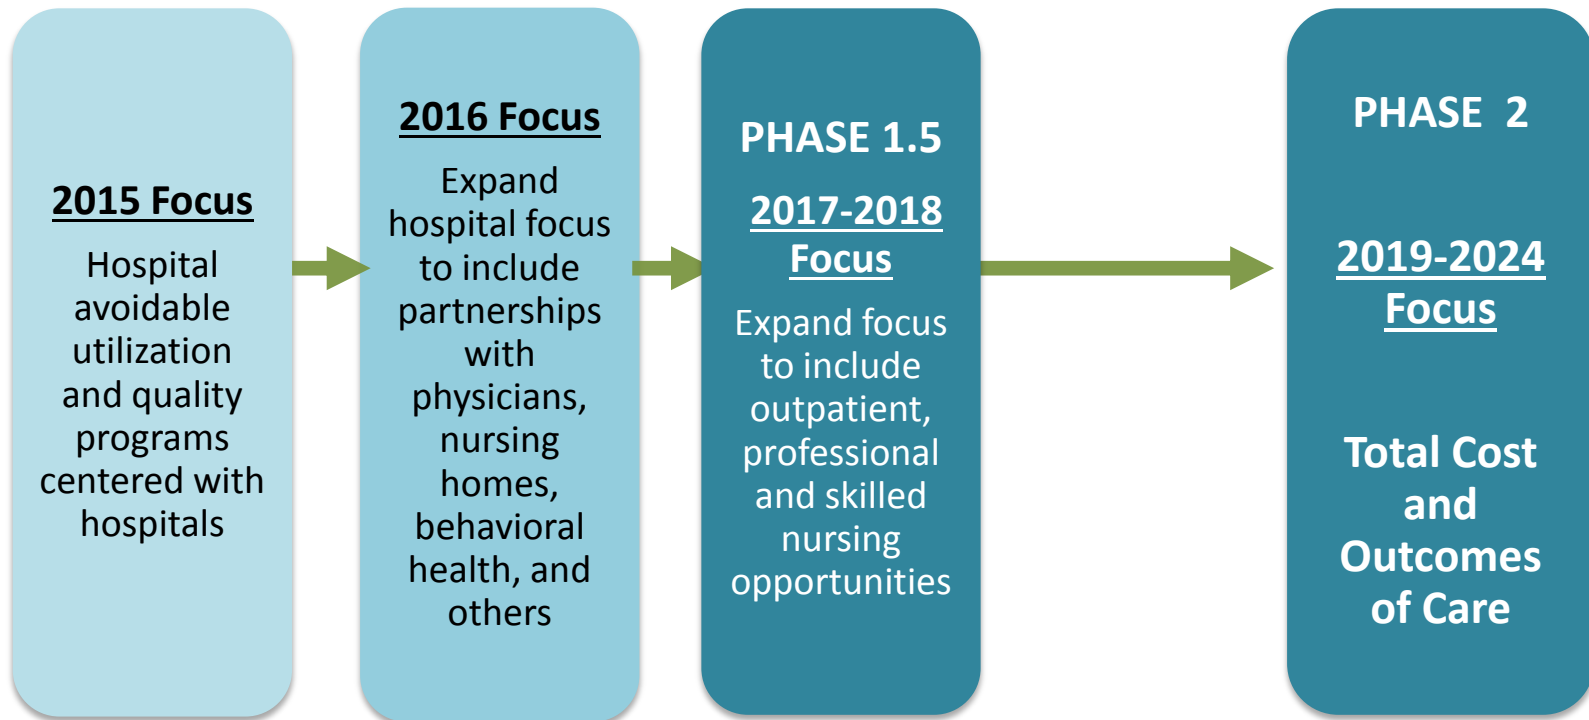 2015 Focus
Hospital
avoidable
utilization
and quality
programs
centered with
hospitals
2016 Focus
Expand
hospital focus
to include
partnerships
with
physicians,
nursing
homes,
behavioral
health, and
others
PHASE 1.5
2017-2018
Focus
Expand focus
to include
outpatient,
professional
and skilled
nursing
opportunities
PHASE 2
2019-2024
Focus
Total Cost
and
Outcomes
of Care